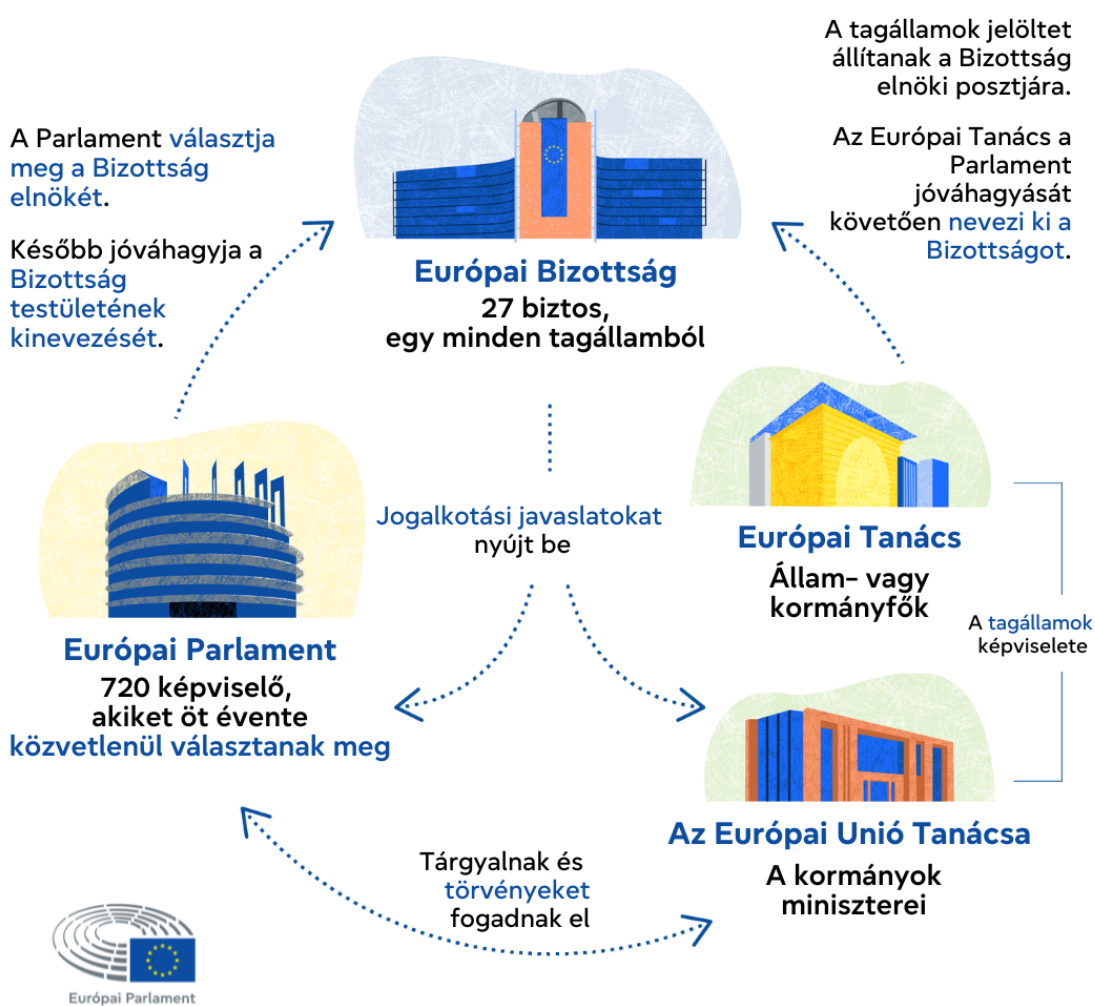 A tagállamok jelöltet
állítanak a Bizottság
elnöki posztjára.
Az Európai Tanács a
Parlament
jóváhagyását
követően nevezi ki a
Bizottságot.
A Parlament választja
meg a Bizottság
elnökét.
Később jóváhagyja a
Bizottság
testületének
kinevezését.
Európai Bizottság
27 biztos,
egy minden tagállamból
Jogalkotási javaslatokat
nyújt be
Európai Tanács
Állam- vagy
kormányfők
A tagállamok
képviselete
Európai Parlament
720 képviselő,
akiket öt évente
közvetlenül választanak meg
Az Európai Unió Tanácsa
A kormányok
miniszterei
Tárgyalnak és
törvényeket
fogadnak el
Európai Parlament